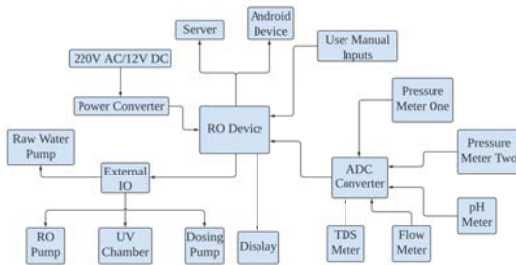 Server
Android
Device
User Manual
Inputs
220V AC/12V DC
Power Converter
RO Device
Pressure
Meter One
Raw Water
Pump
External
IO
ADC
Converter
Pressure
Meter Two
pH
Meter
RO
Pump
UV
Chamber
Dosing
Pump
Display
TDS
Meter
Flow
Meter